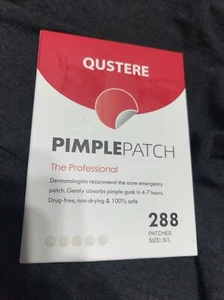 QUSTERE
PIMPLEPATCH
The Professional
Dermatologists recommend the acne emergency
patch. Gently absorbs pimple gunk in 4-7 hours.
Drug-free, non-drying & 100% safe
288
PATCHES
SIZE: S/L